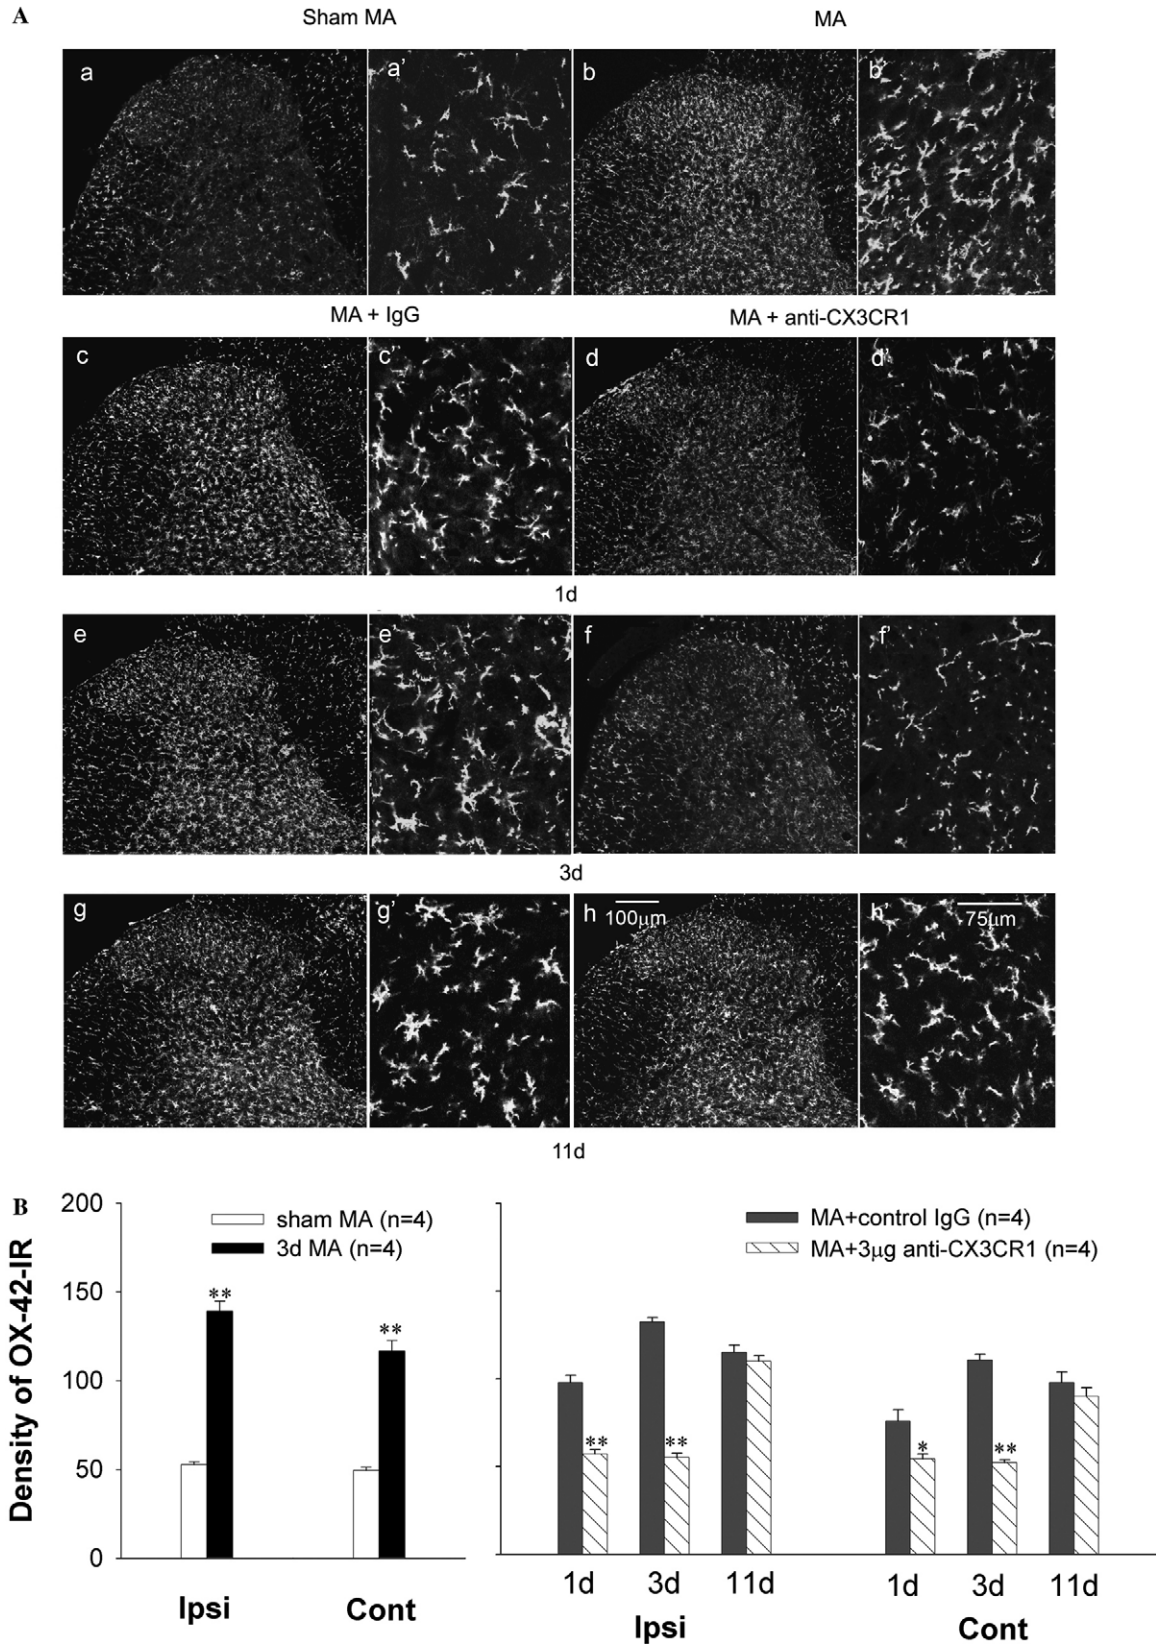 A
Sham MA
MA
a
a'
b
b'
MA + IgG
MA + anti-CX3CR1
c
c'
d
d'
1d
e
e'
f
f'
3d
g
g'
h
100µm
h'
75µm
11d
B
200
150
100
50
0
Density of OX-42-IR
sham MA (n=4)
3d MA (n=4)
**
**
Ipsi
Cont
MA+control IgG (n=4)
MA+3µg anti-CX3CR1 (n=4)
**
**
*
**
1d 3d 11d
1d 3d 11d
Ipsi
Cont